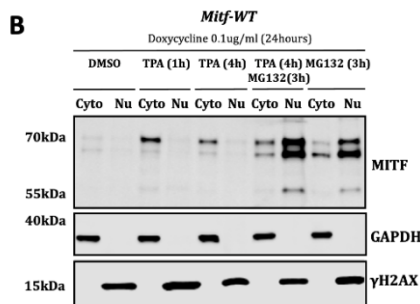 B
Mitf-WT
Doxycycline 0.1ug/ml (24hours)
DMSO TPA (1h) TPA (4h) TPA (4h) MG132 (3h)
MG132(3h)
Cyto Nu Cyto Nu Cyto Nu Cyto Nu Cyto Nu
70kDa
MITF
55kDa
40kDa
GAPDH
15kDa
γH2AX